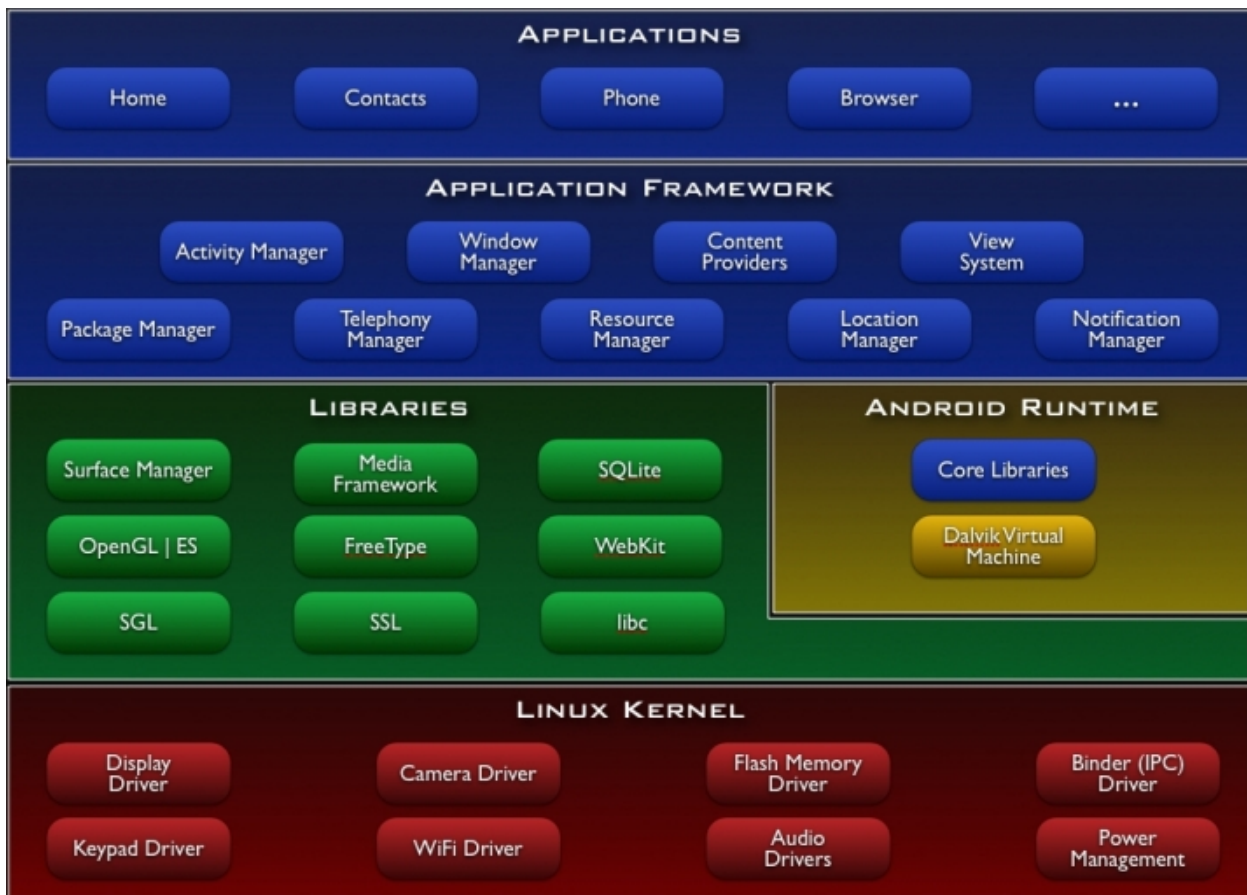 APPLICATIONS
Home
Contacts
Phone
Browser
...
APPLICATION FRAMEWORK
Activity Manager
Window
Manager
Content
Providers
View
System
Package Manager
Telephony
Manager
Resource
Manager
Location
Manager
Notification
Manager
LIBRARIES
Surface Manager
Media
Framework
SQLite
OpenGL | ES
FreeType
WebKit
SGL
SSL
libc
ANDROID RUNTIME
Core Libraries
Dalvik Virtual
Machine
LINUX KERNEL
Display
Driver
Camera Driver
Flash Memory
Driver
Binder (IPC)
Driver
Keypad Driver
WiFi Driver
Audio
Drivers
Power
Management